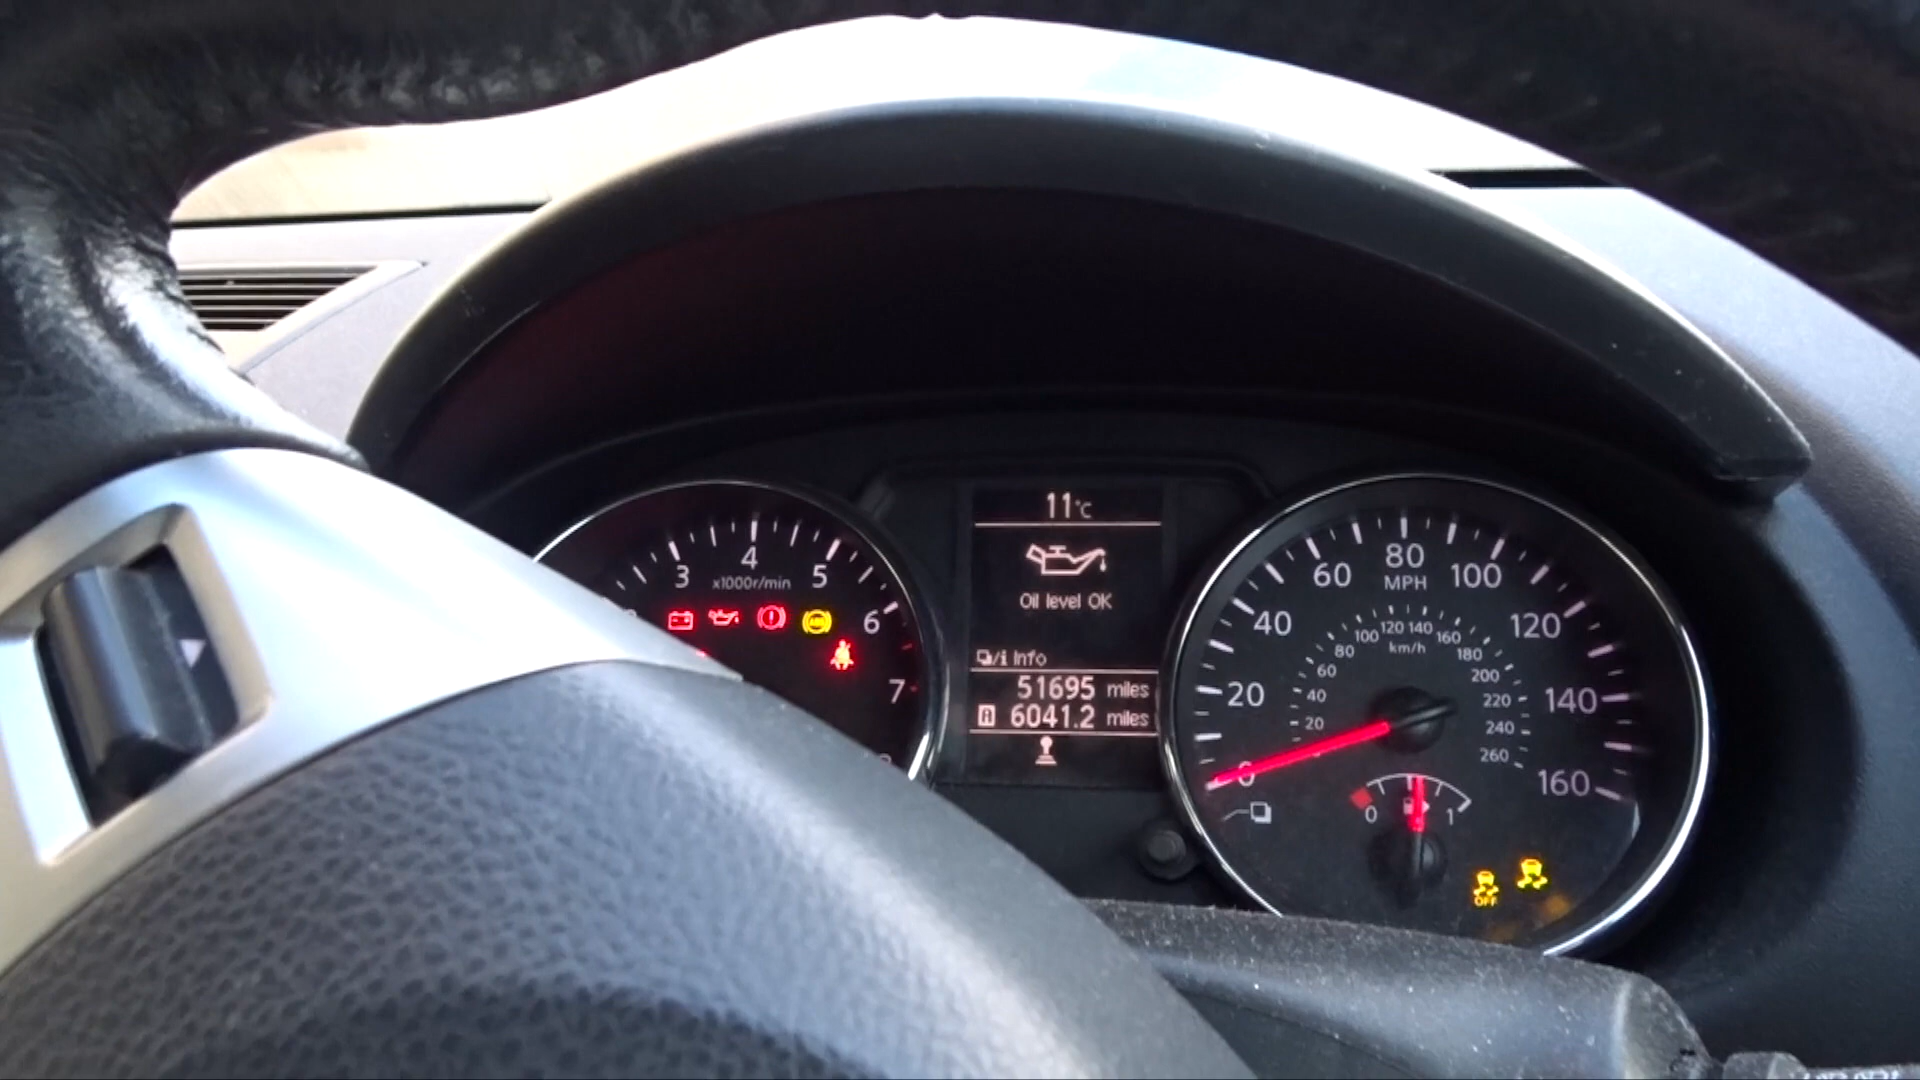 11°C
Oil level OK
i Info
51695 miles
A 6041.2 miles
3 4 5 6 7
x1000r/min
ABS
0 20 40 60 80 100 120 140 160
MPH
20 40 60 80 100 120 140 160 180 200 220 240 260
km/h
0 1
OFF